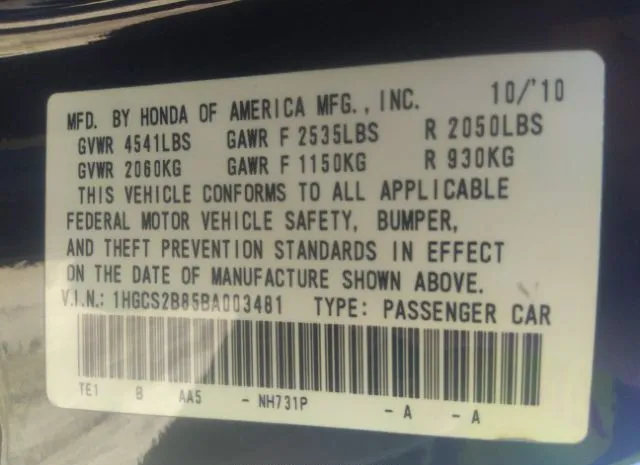 MFD. BY HONDA OF AMERICA MFG., INC. 10/'10
GVWR 4541LBS GAWR F 2535LBS R 2050LBS
GVWR 2060KG GAWR F 1150KG R 930KG
THIS VEHICLE CONFORMS TO ALL APPLICABLE
FEDERAL MOTOR VEHICLE SAFETY, BUMPER,
AND THEFT PREVENTION STANDARDS IN EFFECT
ON THE DATE OF MANUFACTURE SHOWN ABOVE.
V.I.N.: 1HGCS2B85BA003481 TYPE: PASSENGER CAR
TE1 B AA5 - NH731P - A - A